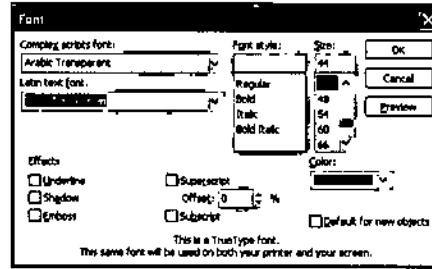 Font
Complex scripts font:
Font style:
Size:
Arabic Transparent
44
OK
Latin text font:
Regular
Bold
48
Cancel
Italic
54
Bold Italic
60
Preview
66
Effects
Color:
Underline
Superscript
Shadow
Offset: 0 %
Emboss
Subscript
Default for new objects
This is a TrueType font.
This same font will be used on both your printer and your screen.